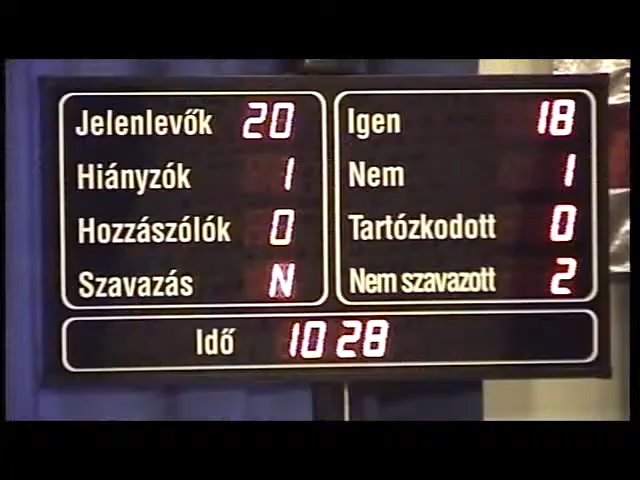 Jelenlevők 20
Hiányzók 1
Hozzászólók 0
Szavazás N
Igen 18
Nem 1
Tartózkodott 0
Nem szavazott 2
Idő 10 28